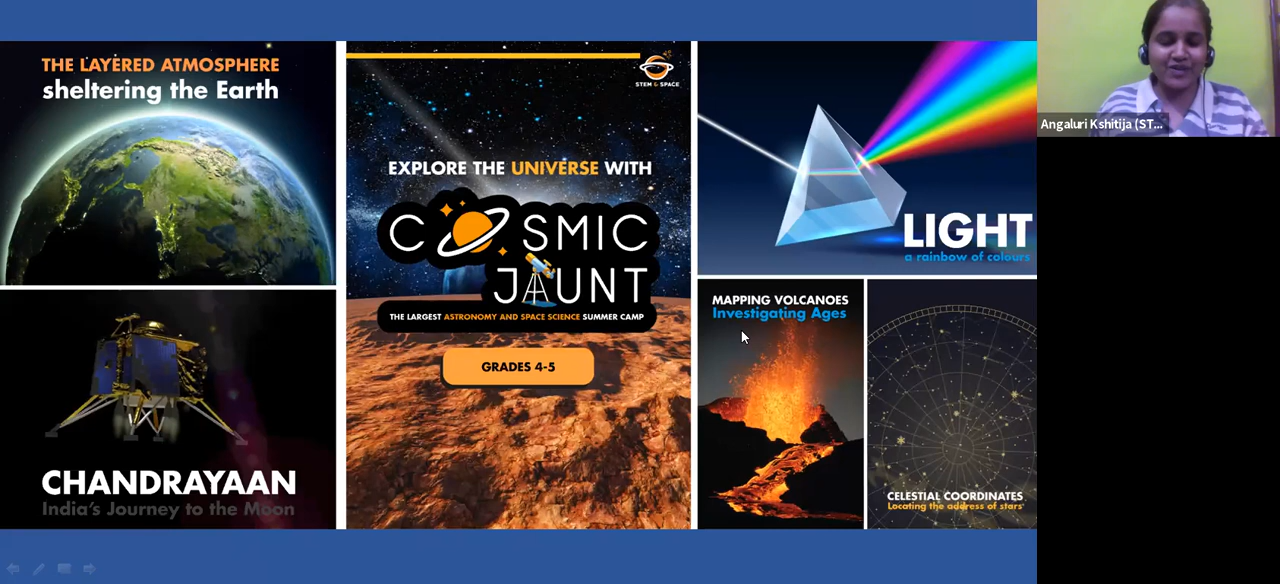 THE LAYERED ATMOSPHERE
sheltering the Earth
CHANDRAYAAN
India's Journey to the Moon
STEM & SPACE
EXPLORE THE UNIVERSE WITH
COSMIC
JAUNT
THE LARGEST ASTRONOMY AND SPACE SCIENCE SUMMER CAMP
GRADES 4-5
LIGHT
a rainbow of colours
MAPPING VOLCANOES
Investigating Ages
CELESTIAL COORDINATES
Locating the address of stars
Angaluri Kshitija (ST...